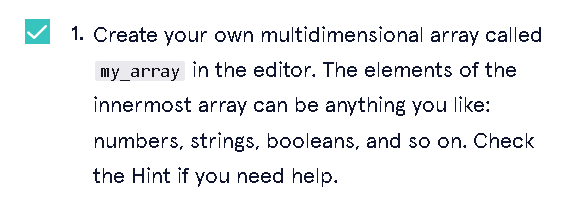 1. Create your own multidimensional array called
my_array in the editor. The elements of the
innermost array can be anything you like:
numbers, strings, booleans, and so on. Check
the Hint if you need help.